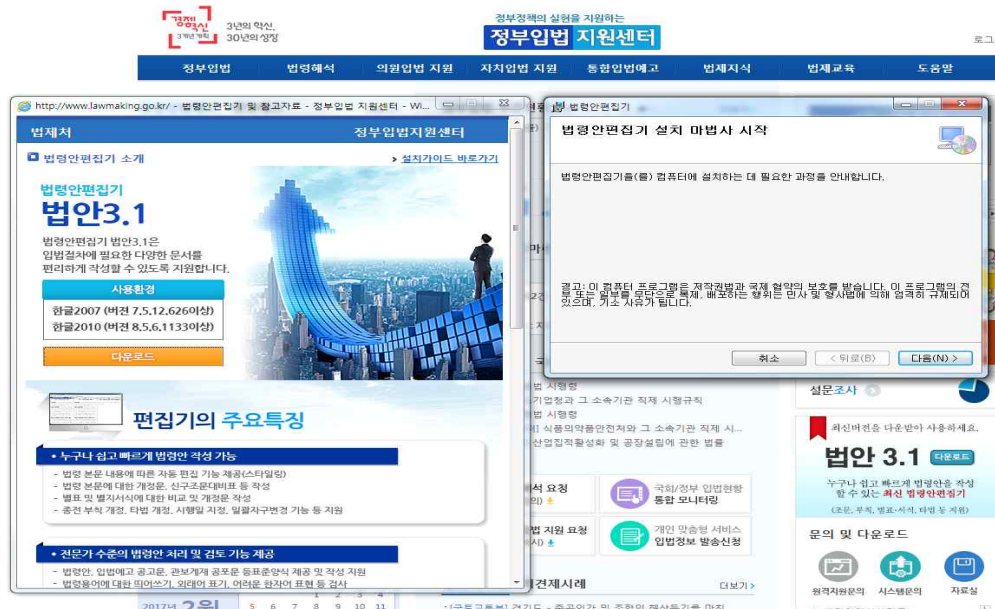 경제혁신
3개년 계획
3년의 혁신,
30년의 성장
정부정책의 실현을 지원하는
정부입법 지원센터
로그
정부입법 법령해석 의원입법 지원 자치입법 지원 통합입법예고 법제지식 법제교육 도움말
http://www.lawmaking.go.kr/ - 법령안편집기 및 참고자료 - 정부입법 지원센터 - Wi...
법제처 정부입법지원센터
법령안편집기 소개
> 설치가이드 바로가기
법령안편집기
법안3.1
법령안편집기 법안3.1은
입법절차에 필요한 다양한 문서를
편리하게 작성할 수 있도록 지원합니다.
사용환경
한글2007 (버전 7.5.12.626이상)
한글2010 (버전 8.5.6.1133이상)
다운로드
편집기의 주요특징
• 누구나 쉽고 빠르게 법령안 작성 가능
- 법령 본문 내용에 따른 자동 편집 기능 제공(스타일링)
- 법령 본문에 대한 개정문, 신구조문대비표 등 작성
- 별표 및 별지서식에 대한 비교 및 개정문 작성
- 종전 부칙 개정, 타법 개정, 시행일 지정, 일괄자구변경 기능 등 지원
• 전문가 수준의 법령안 처리 및 검토 기능 제공
- 법령안, 입법예고 공고문, 관보게재 공포문 등표준양식 제공 및 작성 지원
- 법령용어에 대한 띄어쓰기, 외래어 표기, 어려운 한자어 표현 등 검사
법령안편집기
법령안편집기 설치 마법사 시작
법령안편집기을(를) 컴퓨터에 설치하는 데 필요한 과정을 안내합니다.
경고: 이 컴퓨터 프로그램은 저작권법과 국제 협약의 보호를 받습니다. 이 프로그램의 전
부 또는 일부를 무단으로 복제, 배포하는 행위는 민사 및 형사법에 의해 엄격히 규제되어
있으며, 기소 사유가 됩니다.
취소 < 뒤로(B) 다음(N) >
법 시행령
기업청과 그 소속기관 직제 시행규칙
법 시행령
] 식품의약품안전처와 그 소속기관 직제 시...
산업집적활성화 및 공장설립에 관한 법률
석 요청
국회/정부 입법현황
통합 모니터링
법 지원 요청
개인 맞춤형 서비스
입법정보 발송신청
견제시례
더보기 >
설문조사
최신버전을 다운받아 사용하세요.
법안 3.1 다운로드
누구나 쉽고 빠르게 법령안을 작성
할 수 있는 최신 법령안편집기
(조문, 부칙, 별표·서식, 타법 등 지원)
문의 및 다운로드
원격지원문의 시스템문의 자료실
2017년 2월
1 2 3 4
5 6 7 8 9 10 11